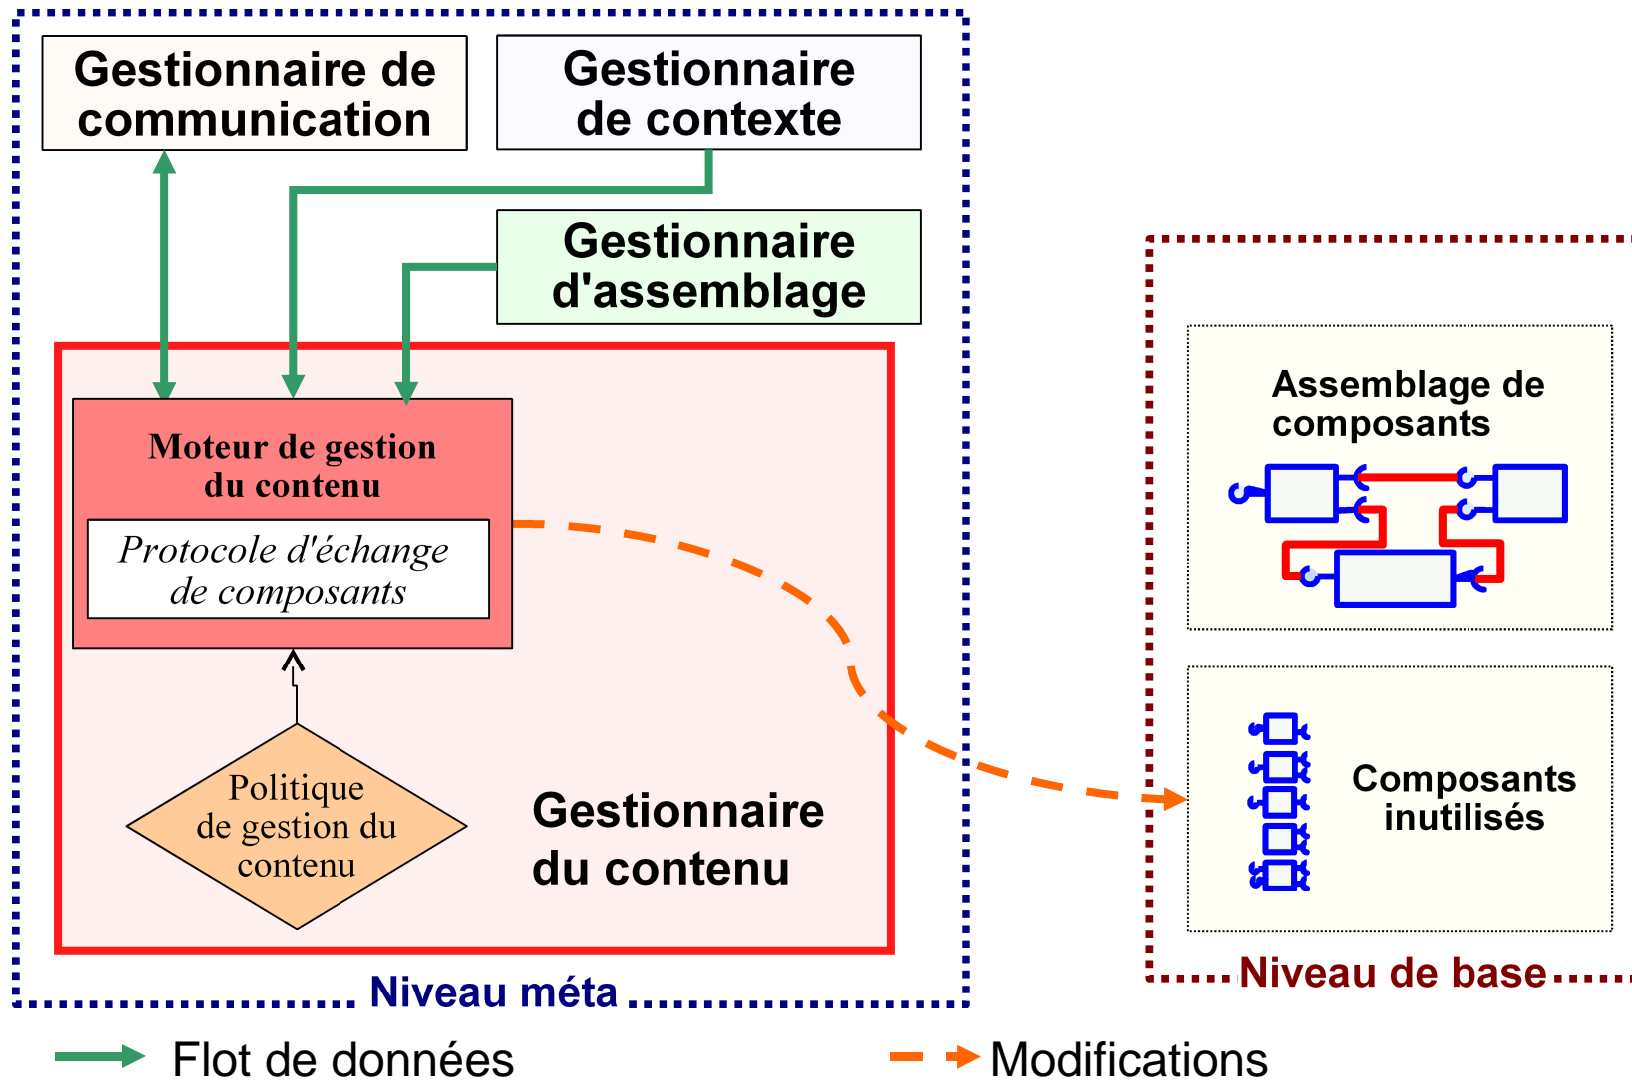 Gestionnaire de
communication
Gestionnaire
de contexte
Gestionnaire
d'assemblage
Moteur de gestion
du contenu
Protocole d'échange
de composants
Politique
de gestion du
contenu
Gestionnaire
du contenu
Niveau méta
Assemblage de
composants
Composants
inutilisés
Niveau de base
Flot de données
Modifications